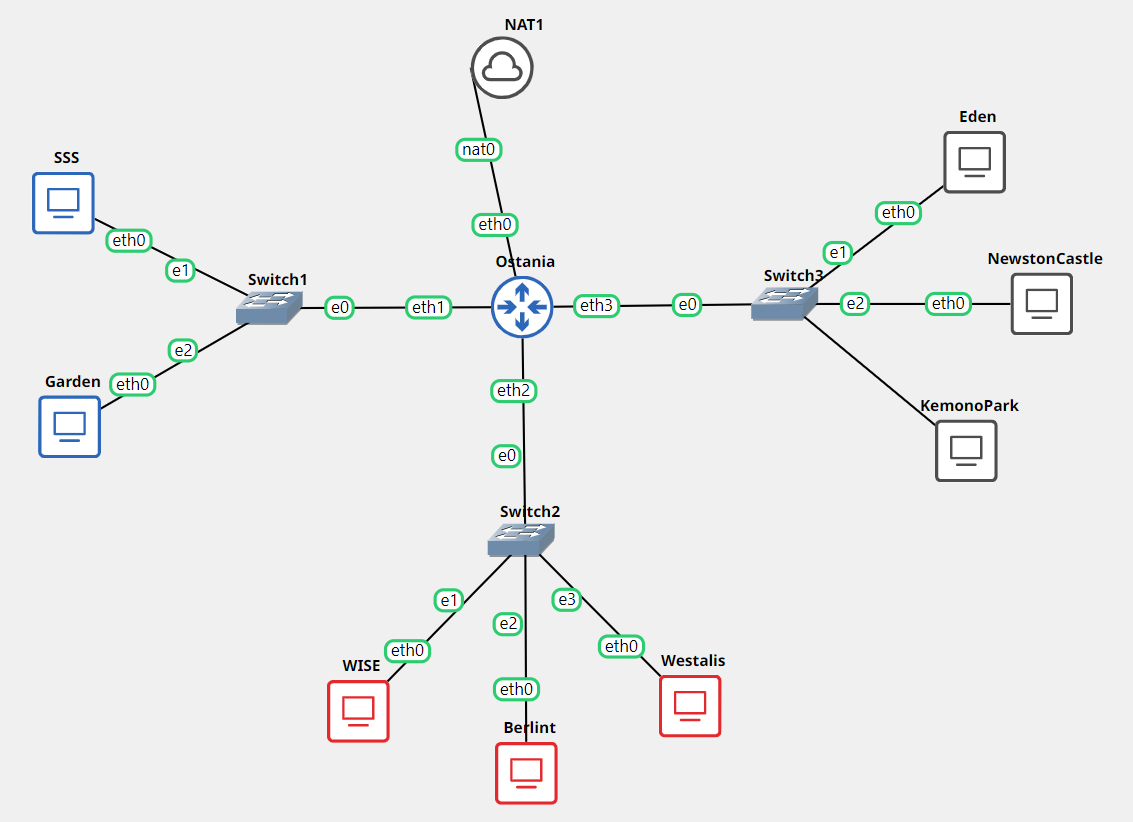 NAT1
nat0
eth0
Ostania
SSS
eth0
e1
Switch1
e0
eth1
e2
eth0
Garden
eth3
e0
Switch3
e1
eth0
Eden
e2
eth0
NewstonCastle
KemonoPark
eth2
e0
Switch2
e1
eth0
WISE
e2
eth0
Berlint
e3
eth0
Westalis